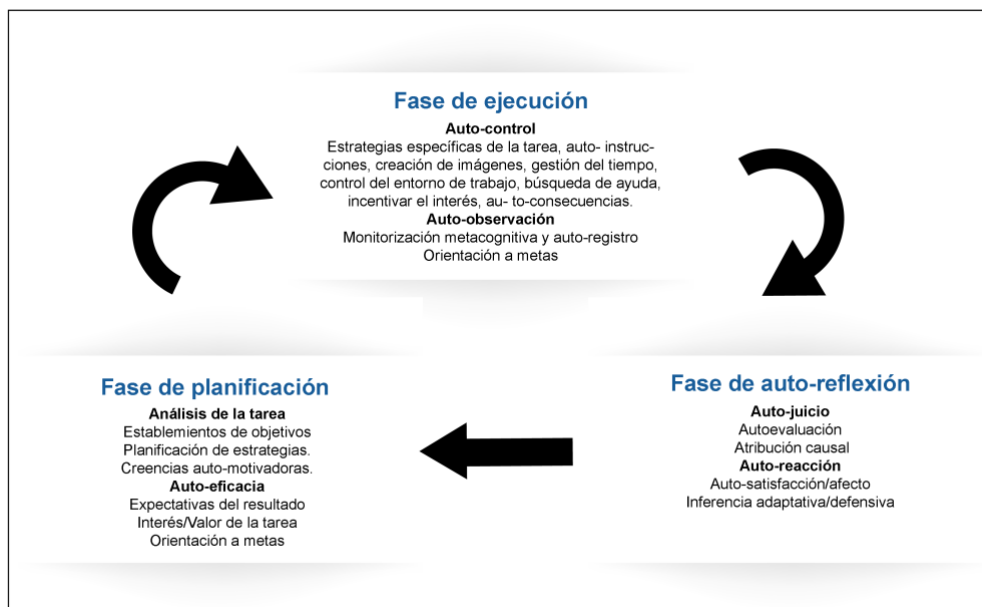 Fase de ejecución
Auto-control
Estrategias específicas de la tarea, auto- instruc-
ciones, creación de imágenes, gestión del tiempo,
control del entorno de trabajo, búsqueda de ayuda,
incentivar el interés, au- to-consecuencias.
Auto-observación
Monitorización metacognitiva y auto-registro
Orientación a metas
Fase de planificación
Análisis de la tarea
Establemientos de objetivos
Planificación de estrategias.
Creencias auto-motivadoras.
Auto-eficacia
Expectativas del resultado
Interés/Valor de la tarea
Orientación a metas
Fase de auto-reflexión
Auto-juicio
Autoevaluación
Atribución causal
Auto-reacción
Auto-satisfacción/afecto
Inferencia adaptativa/defensiva